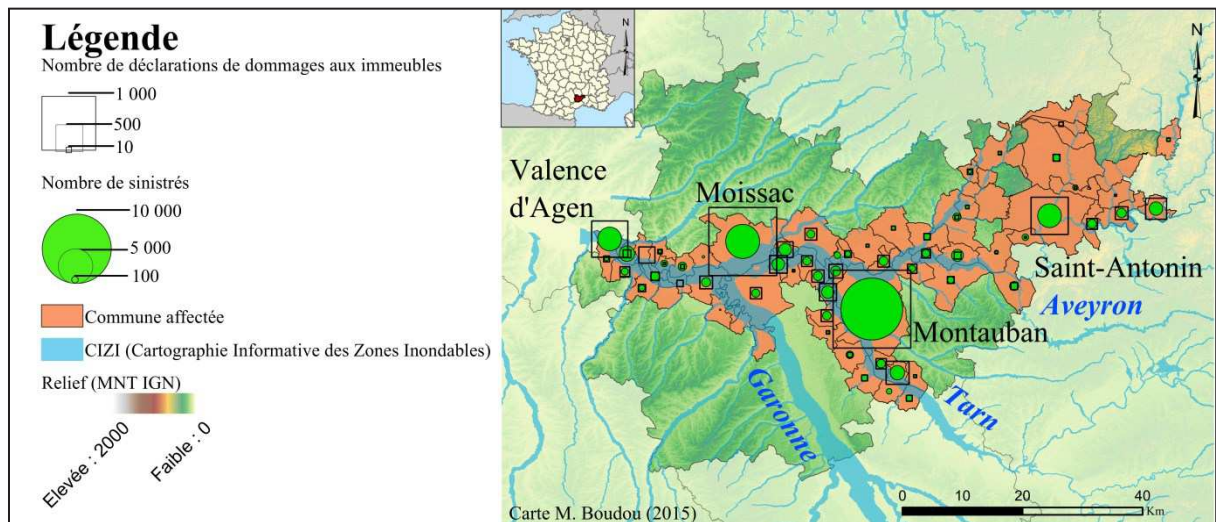 Légende
Nombre de déclarations de dommages aux immeubles
1 000
500
10
Nombre de sinistrés
10 000
5 000
100
Commune affectée
CIZI (Cartographie Informative des Zones Inondables)
Relief (MNT IGN)
Elevée : 2000
Faible : 0
N
N
Valence
d'Agen
Moissac
Saint-Antonin
Aveyron
Montauban
Garonne
Tarn
Carte M. Boudou (2015)
0 10 20 40
Km